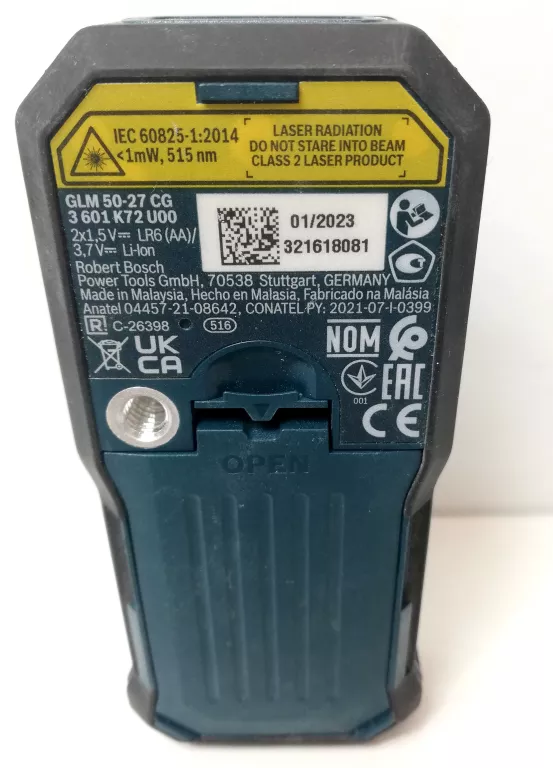 IEC 60825-1:2014
<1mW, 515 nm
LASER RADIATION
DO NOT STARE INTO BEAM
CLASS 2 LASER PRODUCT
GLM 50-27 CG
3 601 K72 U00
2x1,5V⎓ LR6 (AA)/
3,7V⎓ Li-Ion
01/2023
321618081
Robert Bosch
Power Tools GmbH, 70538 Stuttgart, GERMANY
Made in Malaysia, Hecho en Malasia, Fabricado na Malásia
Anatel 04457-21-08642, CONATEL PY: 2021-07-I-0399
R C-26398 516
UK
CA
NOM
001
EAC
CE
OPEN